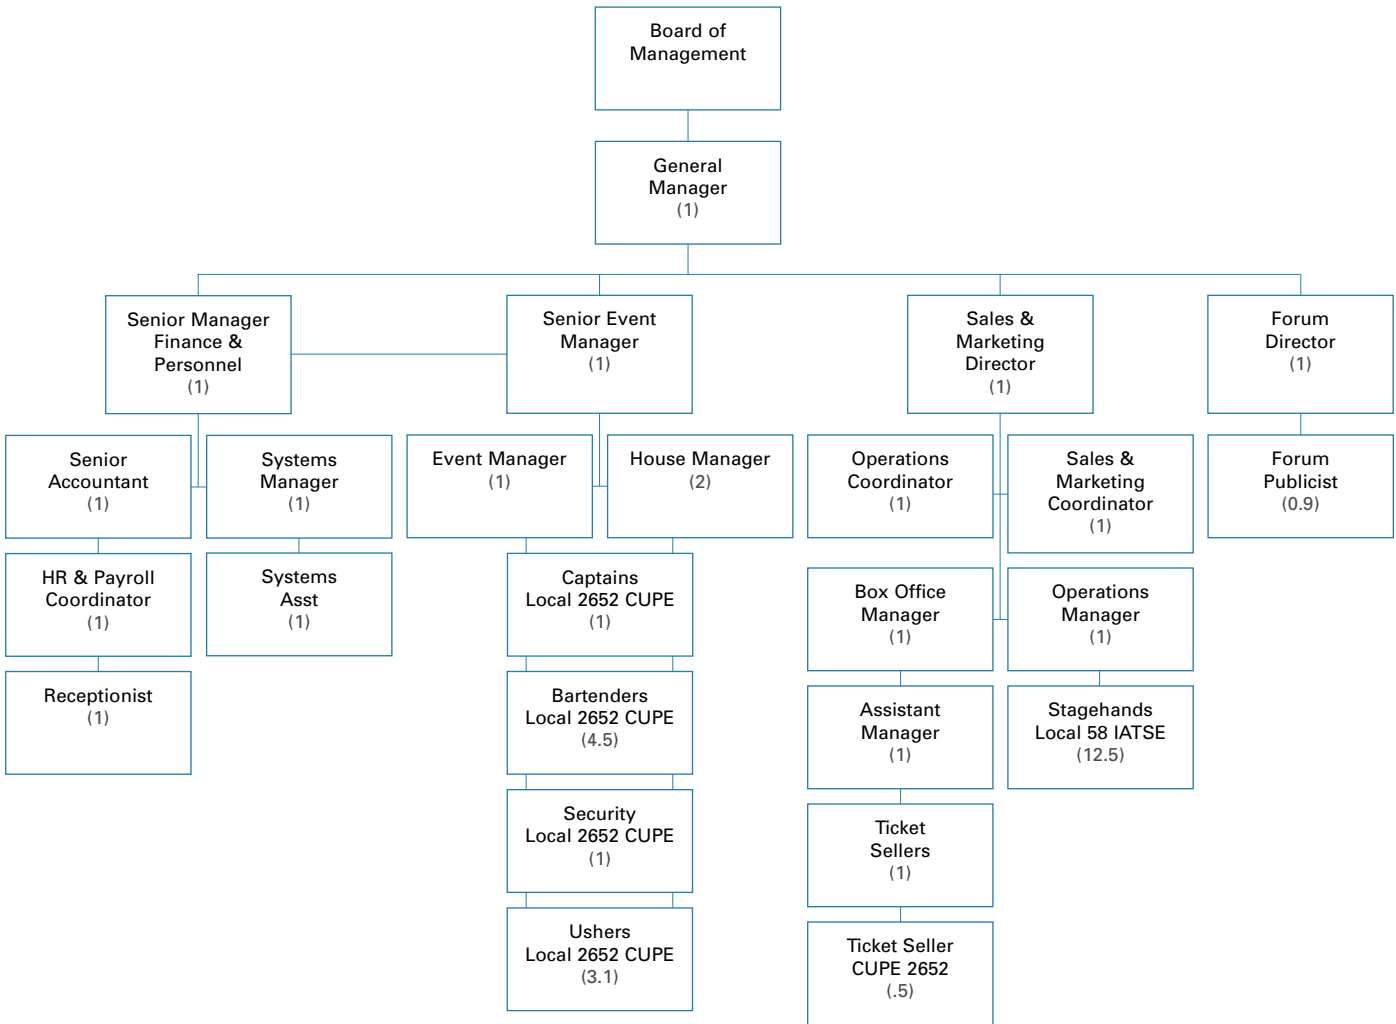 Board of
Management
General
Manager
(1)
Senior Manager
Finance &
Personnel
(1)
Senior Event
Manager
(1)
Sales &
Marketing
Director
(1)
Forum
Director
(1)
Senior
Accountant
(1)
Systems
Manager
(1)
Event Manager
(1)
House Manager
(2)
Operations
Coordinator
(1)
Sales &
Marketing
Coordinator
(1)
Forum
Publicist
(0.9)
HR & Payroll
Coordinator
(1)
Systems
Asst
(1)
Captains
Local 2652 CUPE
(1)
Box Office
Manager
(1)
Operations
Manager
(1)
Receptionist
(1)
Bartenders
Local 2652 CUPE
(4.5)
Assistant
Manager
(1)
Stagehands
Local 58 IATSE
(12.5)
Security
Local 2652 CUPE
(1)
Ticket
Sellers
(1)
Ushers
Local 2652 CUPE
(3.1)
Ticket Seller
CUPE 2652
(.5)